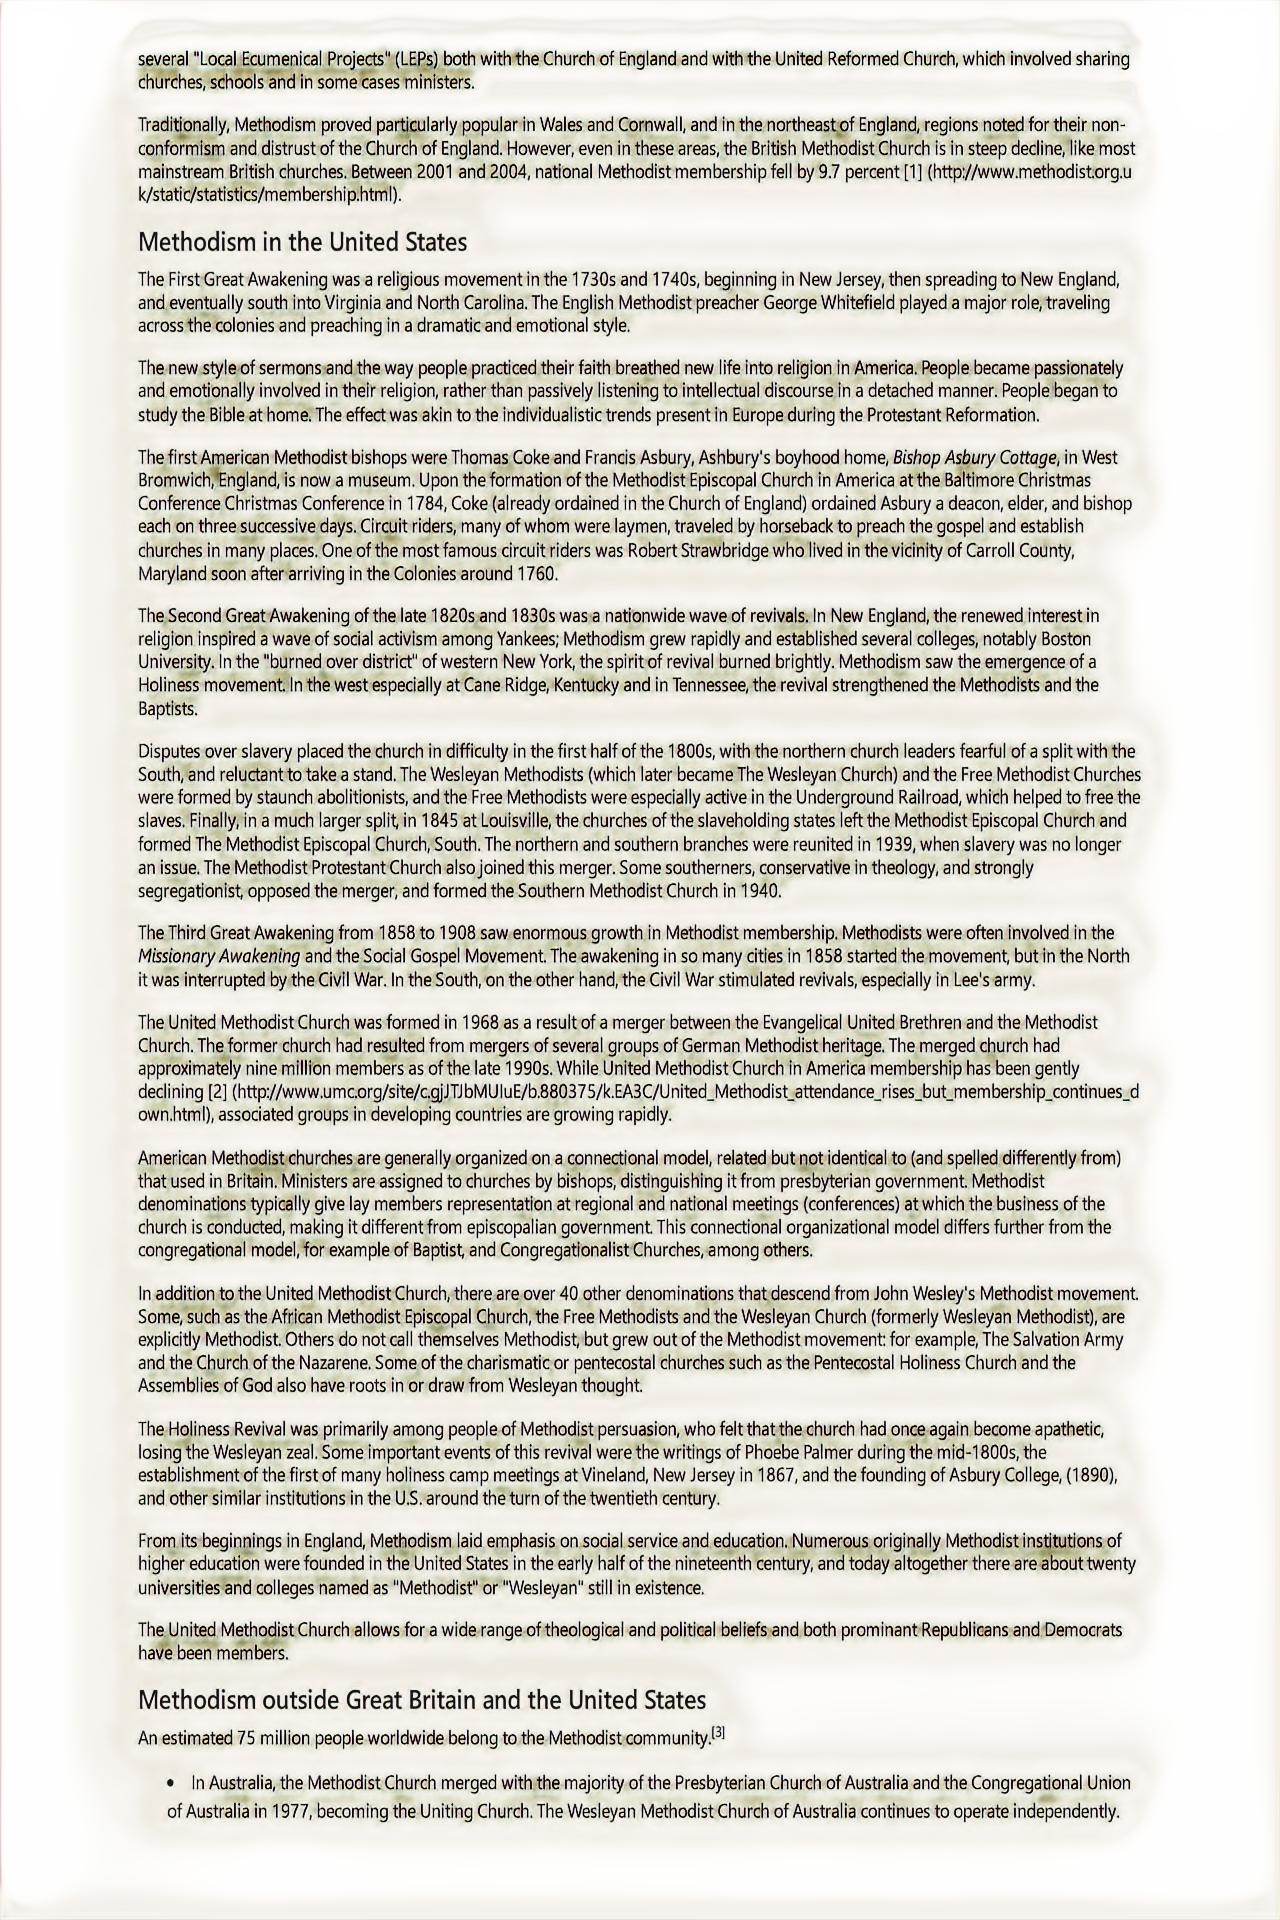 several "Local Ecumenical Projects" (LEPs) both with the Church of England and with the United Reformed Church, which involved sharing
churches, schools and in some cases ministers.
Traditionally, Methodism proved particularly popular in Wales and Cornwall, and in the northeast of England, regions noted for their non-
conformism and distrust of the Church of England. However, even in these areas, the British Methodist Church is in steep decline, like most
mainstream British churches. Between 2001 and 2004, national Methodist membership fell by 9.7 percent [1] (http://www.methodist.org.u
k/static/statistics/membership.html).
Methodism in the United States
The First Great Awakening was a religious movement in the 1730s and 1740s, beginning in New Jersey, then spreading to New England,
and eventually south into Virginia and North Carolina. The English Methodist preacher George Whitefield played a major role, traveling
across the colonies and preaching in a dramatic and emotional style.
The new style of sermons and the way people practiced their faith breathed new life into religion in America. People became passionately
and emotionally involved in their religion, rather than passively listening to intellectual discourse in a detached manner. People began to
study the Bible at home. The effect was akin to the individualistic trends present in Europe during the Protestant Reformation.
The first American Methodist bishops were Thomas Coke and Francis Asbury, Ashbury's boyhood home, Bishop Asbury Cottage, in West
Bromwich, England, is now a museum. Upon the formation of the Methodist Episcopal Church in America at the Baltimore Christmas
Conference Christmas Conference in 1784, Coke (already ordained in the Church of England) ordained Asbury a deacon, elder, and bishop
each on three successive days. Circuit riders, many of whom were laymen, traveled by horseback to preach the gospel and establish
churches in many places. One of the most famous circuit riders was Robert Strawbridge who lived in the vicinity of Carroll County,
Maryland soon after arriving in the Colonies around 1760.
The Second Great Awakening of the late 1820s and 1830s was a nationwide wave of revivals. In New England, the renewed interest in
religion inspired a wave of social activism among Yankees; Methodism grew rapidly and established several colleges, notably Boston
University. In the "burned over district" of western New York, the spirit of revival burned brightly. Methodism saw the emergence of a
Holiness movement. In the west especially at Cane Ridge, Kentucky and in Tennessee, the revival strengthened the Methodists and the
Baptists.
Disputes over slavery placed the church in difficulty in the first half of the 1800s, with the northern church leaders fearful of a split with the
South, and reluctant to take a stand. The Wesleyan Methodists (which later became The Wesleyan Church) and the Free Methodist Churches
were formed by staunch abolitionists, and the Free Methodists were especially active in the Underground Railroad, which helped to free the
slaves. Finally, in a much larger split, in 1845 at Louisville, the churches of the slaveholding states left the Methodist Episcopal Church and
formed The Methodist Episcopal Church, South. The northern and southern branches were reunited in 1939, when slavery was no longer
an issue. The Methodist Protestant Church also joined this merger. Some southerners, conservative in theology, and strongly
segregationist, opposed the merger, and formed the Southern Methodist Church in 1940.
The Third Great Awakening from 1858 to 1908 saw enormous growth in Methodist membership. Methodists were often involved in the
Missionary Awakening and the Social Gospel Movement. The awakening in so many cities in 1858 started the movement, but in the North
it was interrupted by the Civil War. In the South, on the other hand, the Civil War stimulated revivals, especially in Lee's army.
The United Methodist Church was formed in 1968 as a result of a merger between the Evangelical United Brethren and the Methodist
Church. The former church had resulted from mergers of several groups of German Methodist heritage. The merged church had
approximately nine million members as of the late 1990s. While United Methodist Church in America membership has been gently
declining [2] (http://www.umc.org/site/c.gjJTJbMUIuE/b.880375/k.EA3C/United_Methodist_attendance_rises_but_membership_continues_d
own.html), associated groups in developing countries are growing rapidly.
American Methodist churches are generally organized on a connectional model, related but not identical to (and spelled differently from)
that used in Britain. Ministers are assigned to churches by bishops, distinguishing it from presbyterian government. Methodist
denominations typically give lay members representation at regional and national meetings (conferences) at which the business of the
church is conducted, making it different from episcopalian government. This connectional organizational model differs further from the
congregational model, for example of Baptist, and Congregationalist Churches, among others.
In addition to the United Methodist Church, there are over 40 other denominations that descend from John Wesley's Methodist movement.
Some, such as the African Methodist Episcopal Church, the Free Methodists and the Wesleyan Church (formerly Wesleyan Methodist), are
explicitly Methodist. Others do not call themselves Methodist, but grew out of the Methodist movement: for example, The Salvation Army
and the Church of the Nazarene. Some of the charismatic or pentecostal churches such as the Pentecostal Holiness Church and the
Assemblies of God also have roots in or draw from Wesleyan thought.
The Holiness Revival was primarily among people of Methodist persuasion, who felt that the church had once again become apathetic,
losing the Wesleyan zeal. Some important events of this revival were the writings of Phoebe Palmer during the mid-1800s, the
establishment of the first of many holiness camp meetings at Vineland, New Jersey in 1867, and the founding of Asbury College, (1890),
and other similar institutions in the U.S. around the turn of the twentieth century.
From its beginnings in England, Methodism laid emphasis on social service and education. Numerous originally Methodist institutions of
higher education were founded in the United States in the early half of the nineteenth century, and today altogether there are about twenty
universities and colleges named as "Methodist" or "Wesleyan" still in existence.
The United Methodist Church allows for a wide range of theological and political beliefs and both prominant Republicans and Democrats
have been members.
Methodism outside Great Britain and the United States
An estimated 75 million people worldwide belong to the Methodist community.[3]
• In Australia, the Methodist Church merged with the majority of the Presbyterian Church of Australia and the Congregational Union
of Australia in 1977, becoming the Uniting Church. The Wesleyan Methodist Church of Australia continues to operate independently.